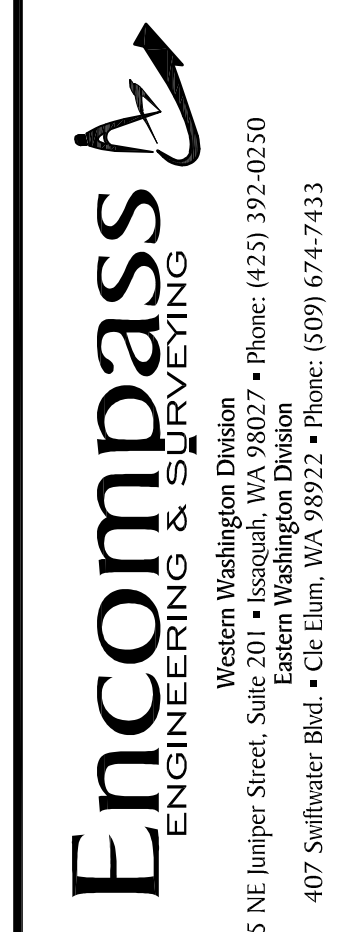 Encompass
ENGINEERING & SURVEYING
Western Washington Division
5 NE Juniper Street, Suite 201 ▪ Issaquah, WA 98027 ▪ Phone: (425) 392-0250
Eastern Washington Division
407 Swiftwater Blvd. ▪ Cle Elum, WA 98922 ▪ Phone: (509) 674-7433